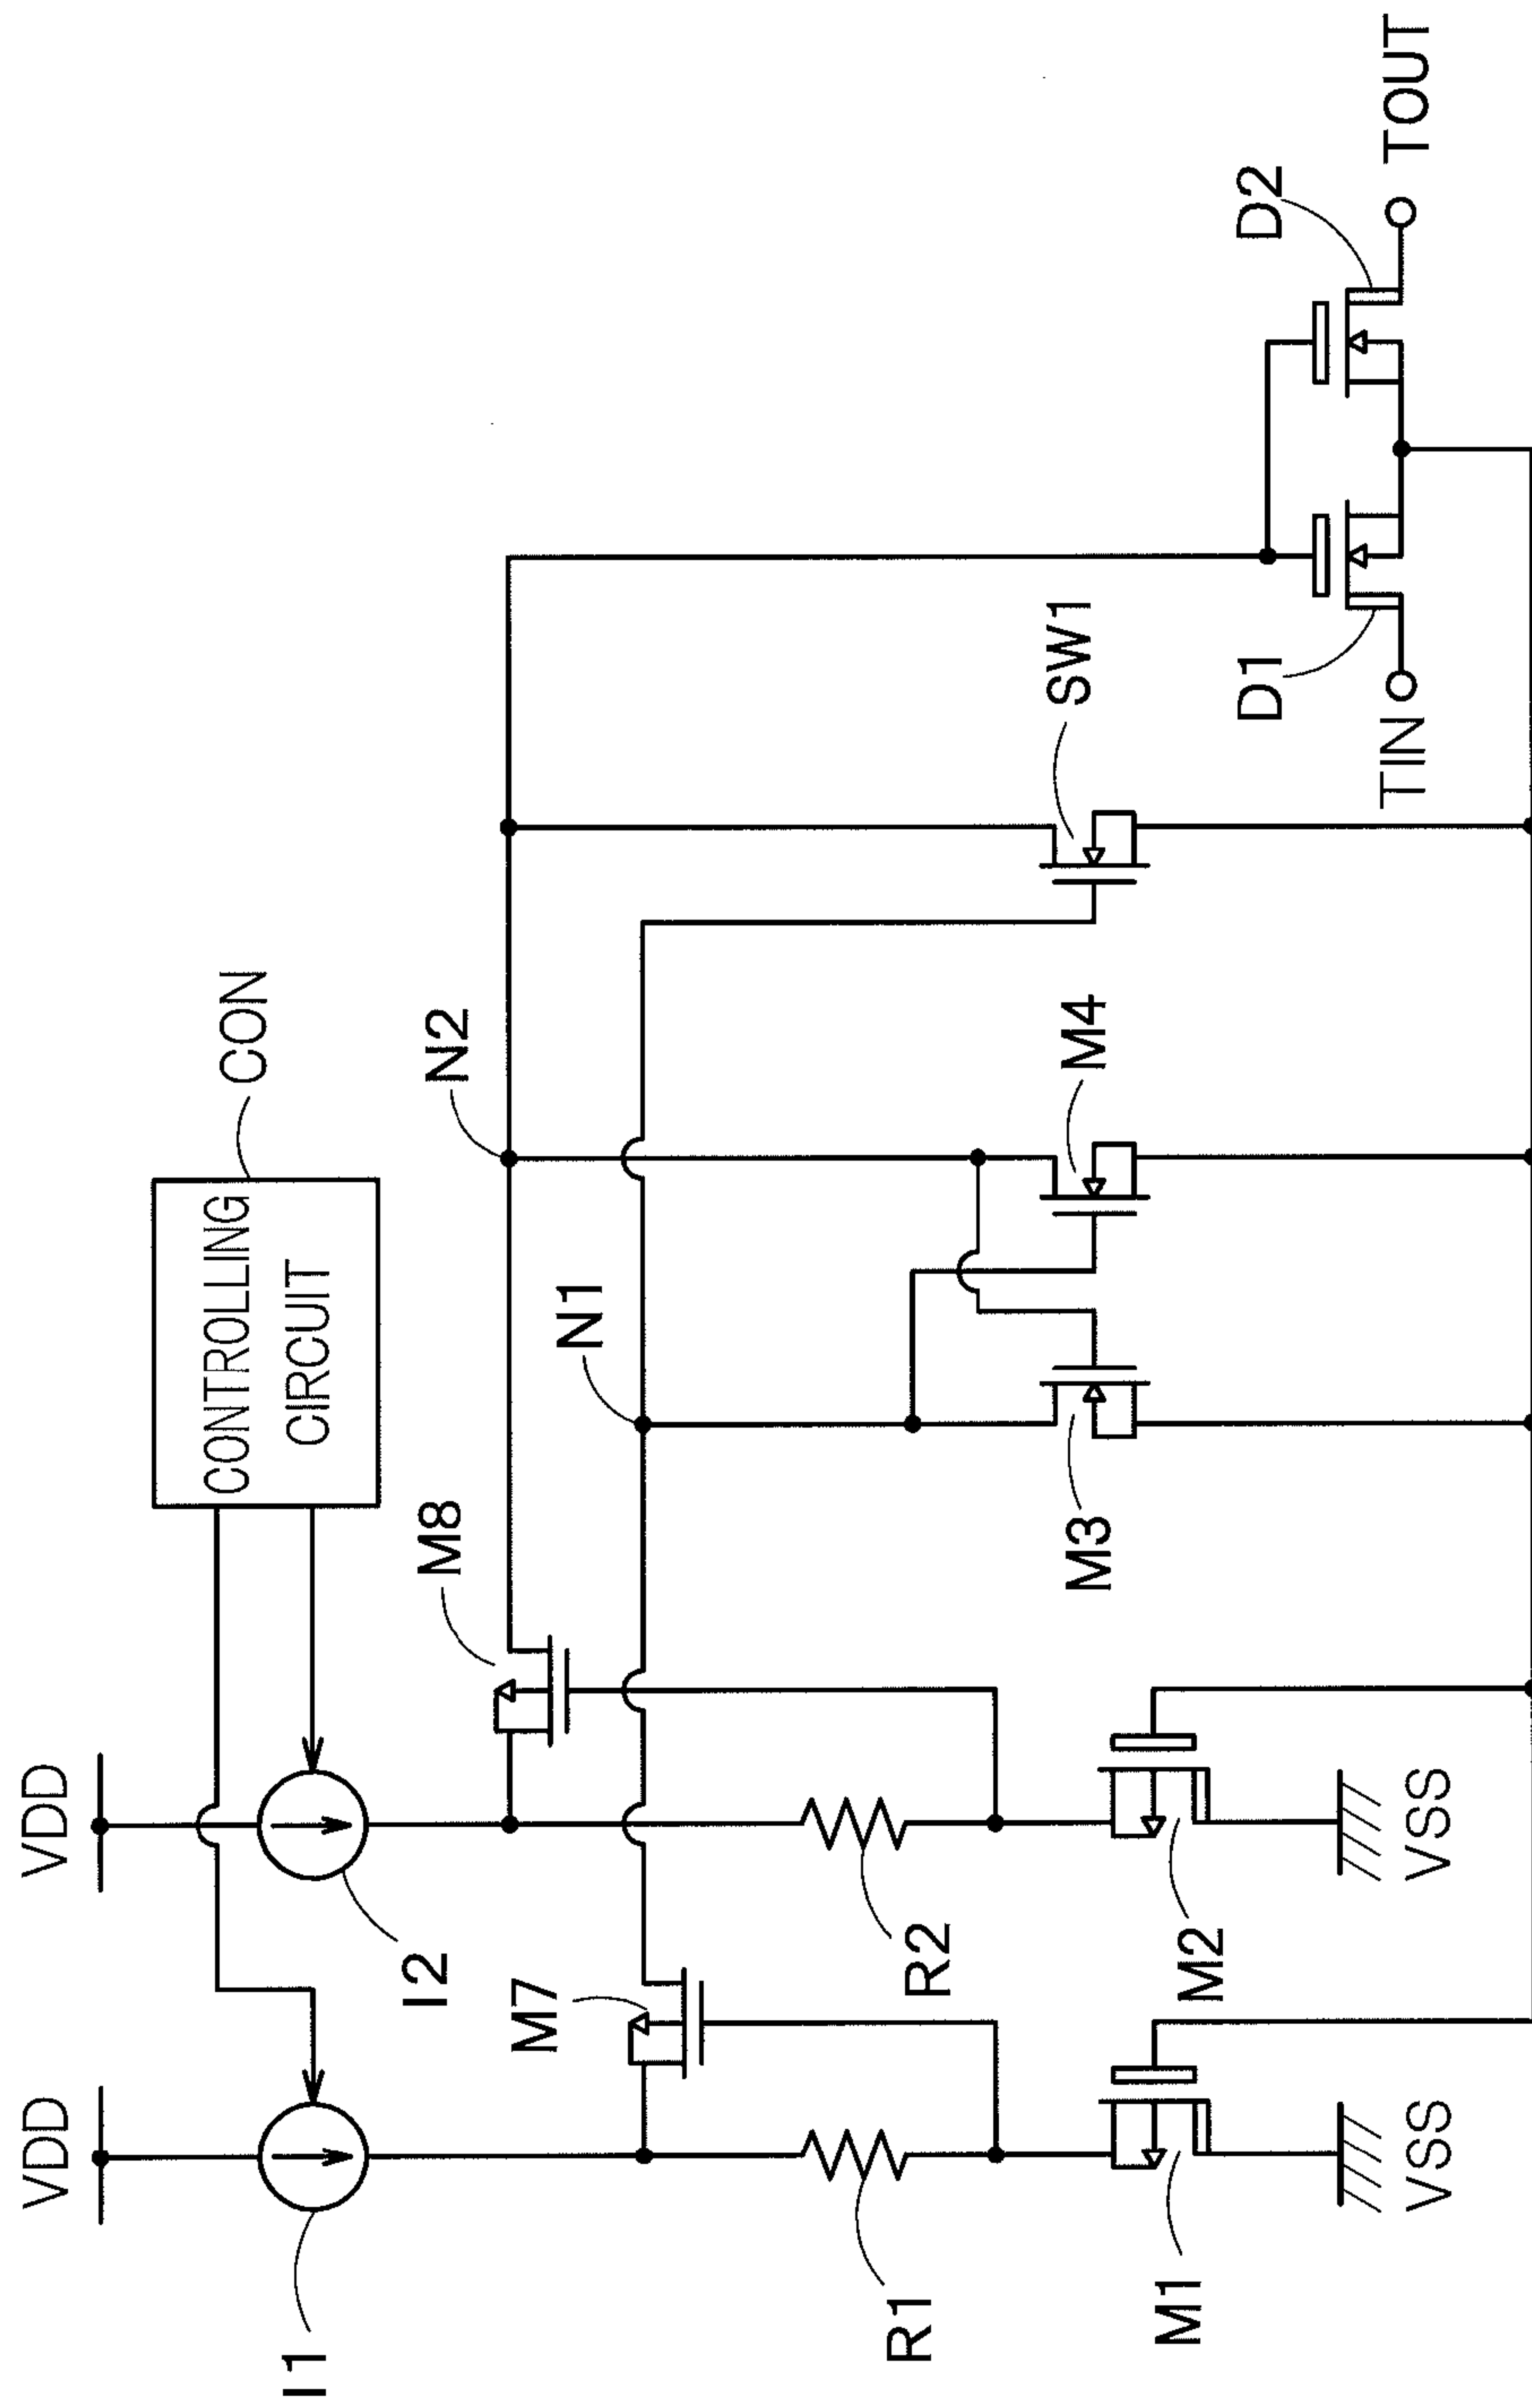 VDD
VDD
CONTROLLING
CIRCUIT
CON
I1
I2
M7
M8
N1
N2
R1
R2
M1
M2
M3
M4
SW1
D1
D2
TIN
TOUT
VSS
VSS